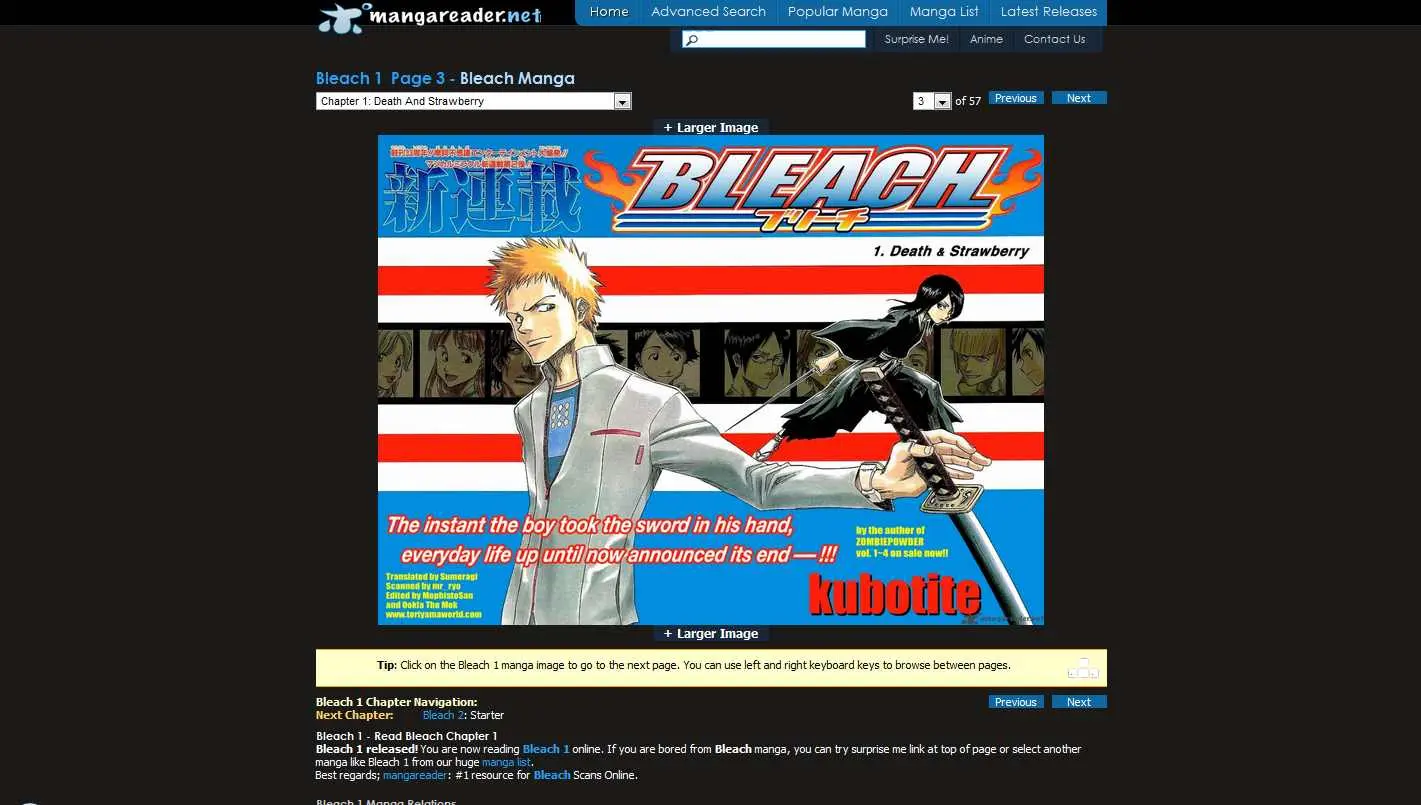 mangareader.net
Home Advanced Search Popular Manga Manga List Latest Releases
Surprise Me! Anime Contact Us
Bleach 1 Page 3 - Bleach Manga
Chapter 1: Death And Strawberry
3 of 57 Previous Next
+ Larger Image
新連載
BLEACH
ブリーチ
1. Death & Strawberry
The instant the boy took the sword in his hand,
everyday life up until now announced its end — !!!
by the author of
ZOMBIEPOWDER
vol. 1~4 on sale now!!
Translated by Sumeragi
Scanned by mr_ryo
Edited by MophistoSan
and Ookla The Mok
www.toriyamaworld.com
kubotite
mangareader.net
+ Larger Image
Tip: Click on the Bleach 1 manga image to go to the next page. You can use left and right keyboard keys to browse between pages.
Bleach 1 Chapter Navigation:
Previous Next
Next Chapter: Bleach 2: Starter
Bleach 1 - Read Bleach Chapter 1
Bleach 1 released! You are now reading Bleach 1 online. If you are bored from Bleach manga, you can try surprise me link at top of page or select another
manga like Bleach 1 from our huge manga list.
Best regards; mangareader: #1 resource for Bleach Scans Online.
Bleach 1 Manga Relations